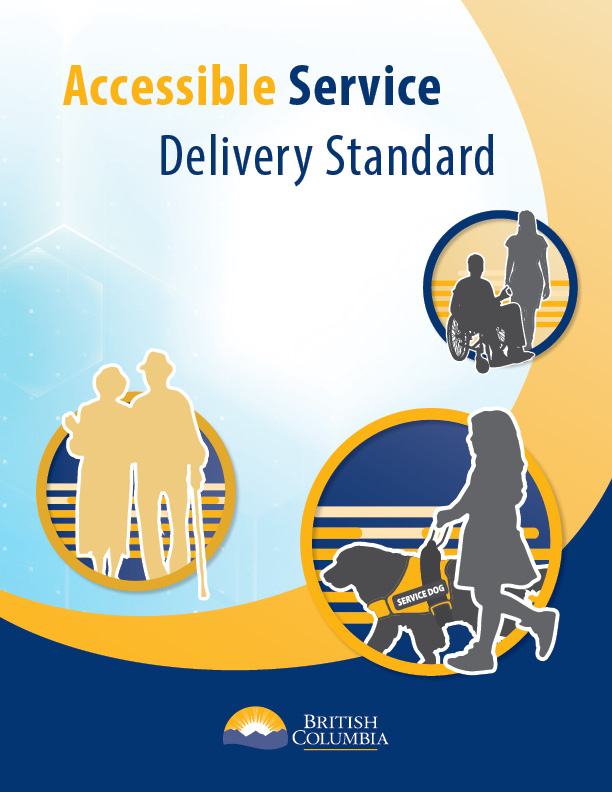 Accessible Service
Delivery Standard
SERVICE DOG
BRITISH
COLUMBIA